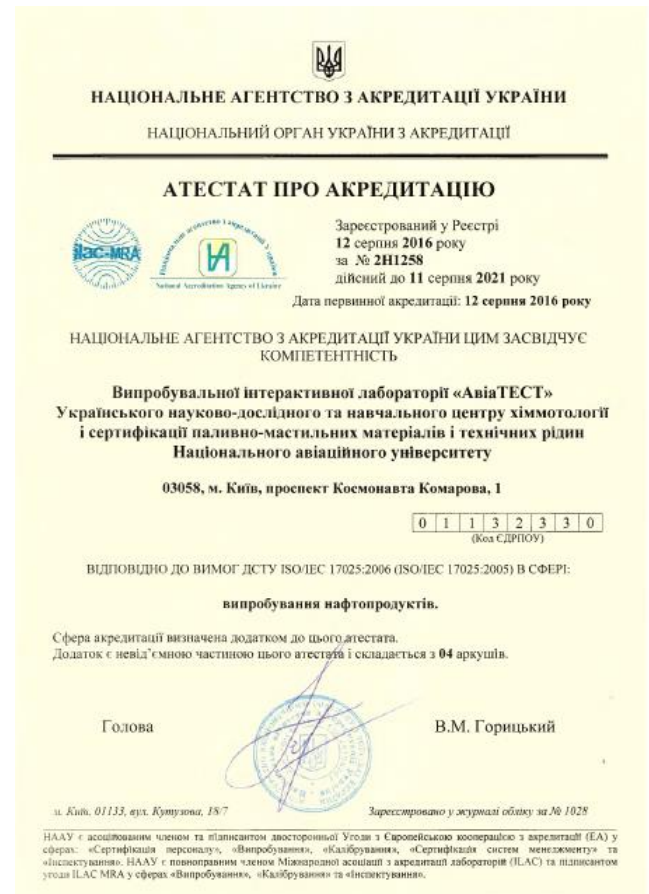 НАЦІОНАЛЬНЕ АГЕНТСТВО З АКРЕДИТАЦІЇ УКРАЇНИ
НАЦІОНАЛЬНИЙ ОРГАН УКРАЇНИ З АКРЕДИТАЦІЇ
АТЕСТАТ ПРО АКРЕДИТАЦІЮ
ilac-MRA
Національне агентство з акредитації України
National Accreditation Agency of Ukraine
Зареєстрований у Реєстрі
12 серпня 2016 року
за № 2Н1258
дійсний до 11 серпня 2021 року
Дата первинної акредитації: 12 серпня 2016 року
НАЦІОНАЛЬНЕ АГЕНТСТВО З АКРЕДИТАЦІЇ УКРАЇНИ ЦИМ ЗАСВІДЧУЄ
КОМПЕТЕНТНІСТЬ
Випробувальної інтерактивної лабораторії «АвіаТЕСТ»
Українського науково-дослідного та навчального центру хіммотології
і сертифікації паливно-мастильних матеріалів і технічних рідин
Національного авіаційного університету
03058, м. Київ, проспект Космонавта Комарова, 1
0 1 1 3 2 3 3 0
(Код ЄДРПОУ)
ВІДПОВІДНО ДО ВИМОГ ДСТУ ISO/IEC 17025:2006 (ISO/IEC 17025:2005) В СФЕРІ:
випробування нафтопродуктів.
Сфера акредитації визначена додатком до цього атестата.
Додаток є невід'ємною частиною цього атестата і складається з 04 аркушів.
Голова
В.М. Горицький
м. Київ, 01133, вул. Кутузова, 18/7
Зареєстровано у журналі обліку за № 1028
НААУ є асоційованим членом та підписантом двосторонньої Угоди з Європейською кооперацією з акредитації (ЕА) у
сферах: «Сертифікація персоналу», «Випробування», «Калібрування», «Сертифікація систем менеджменту» та
«Інспектування». НААУ є повноправним членом Міжнародної асоціації з акредитації лабораторій (ILAC) та підписантом
угоди ILAC MRA у сферах «Випробування», «Калібрування» та «Інспектування».